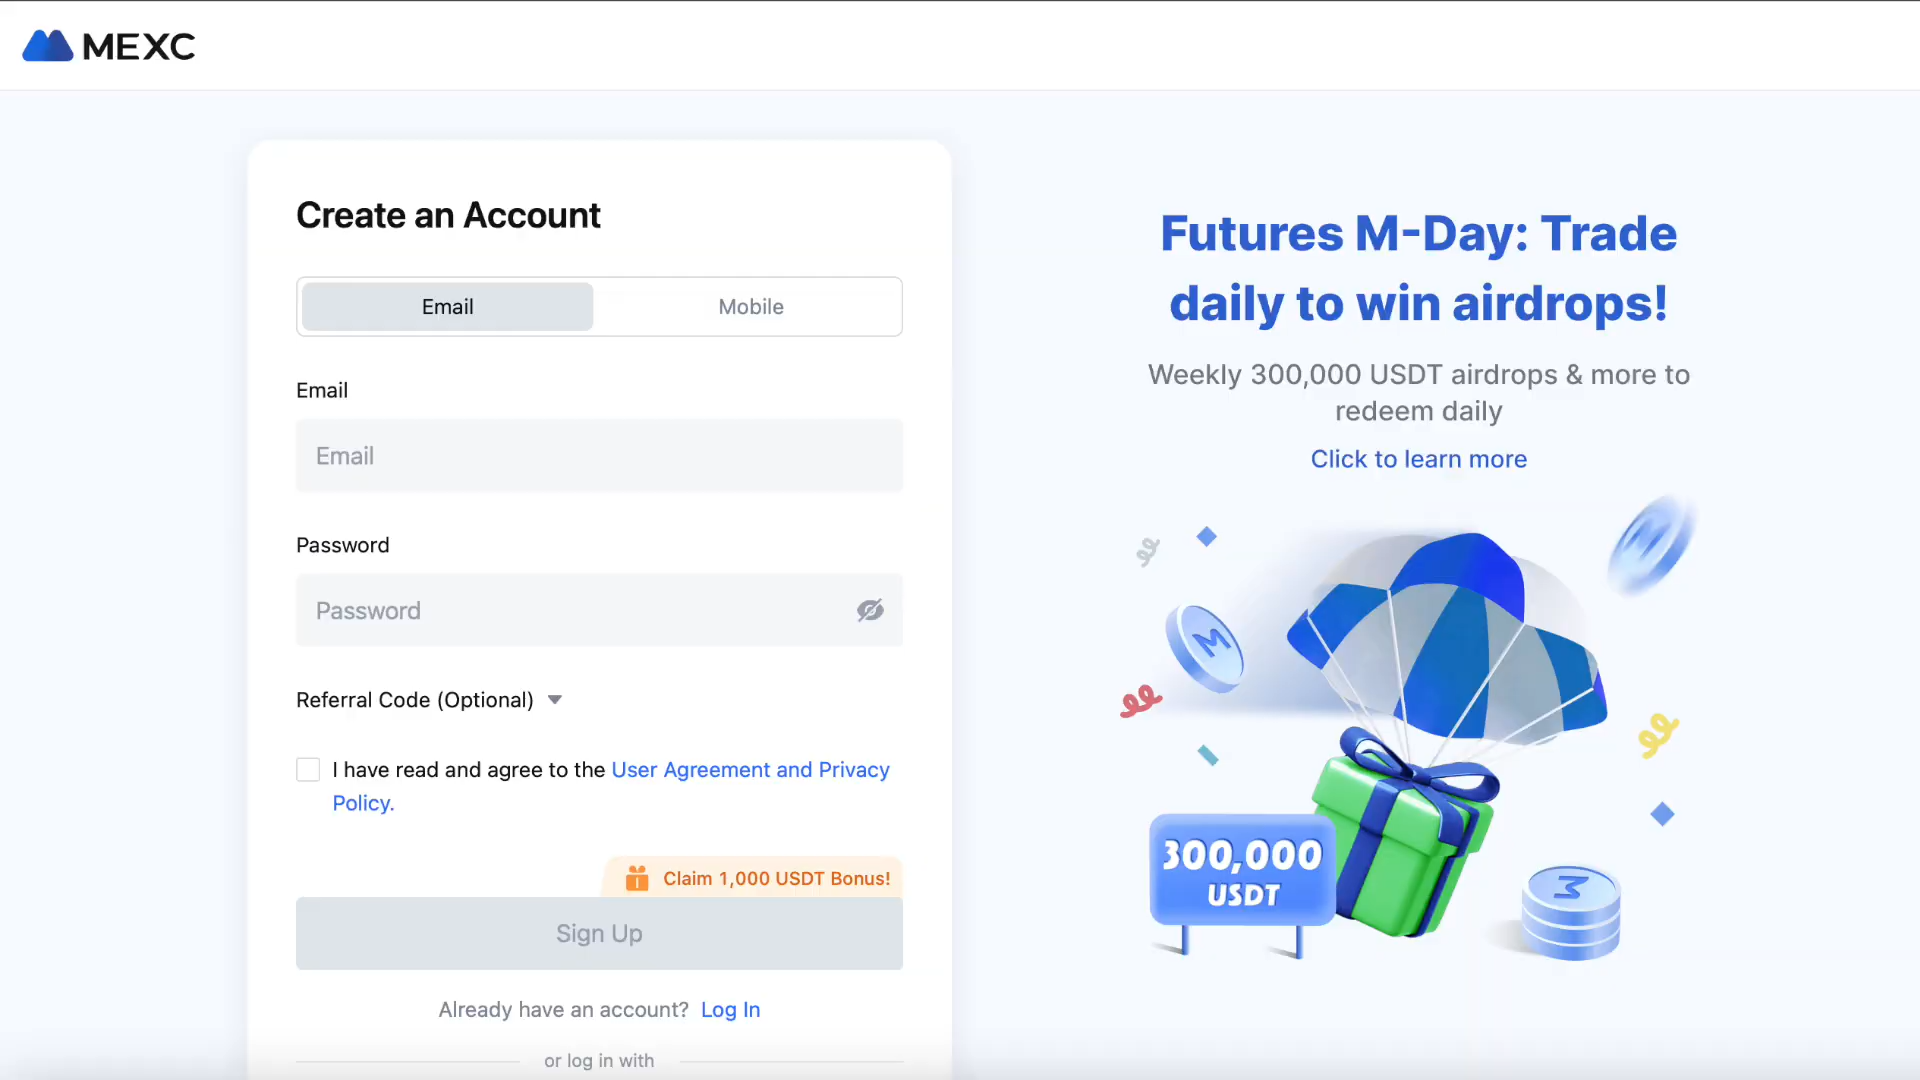 MEXC
Create an Account
Email
Mobile
Email
Email
Password
Password
Referral Code (Optional)
I have read and agree to the User Agreement and Privacy
Policy.
Claim 1,000 USDT Bonus!
Sign Up
Already have an account? Log In
or log in with
Futures M-Day: Trade
daily to win airdrops!
Weekly 300,000 USDT airdrops & more to
redeem daily
Click to learn more
M
M
300,000
USDT
M